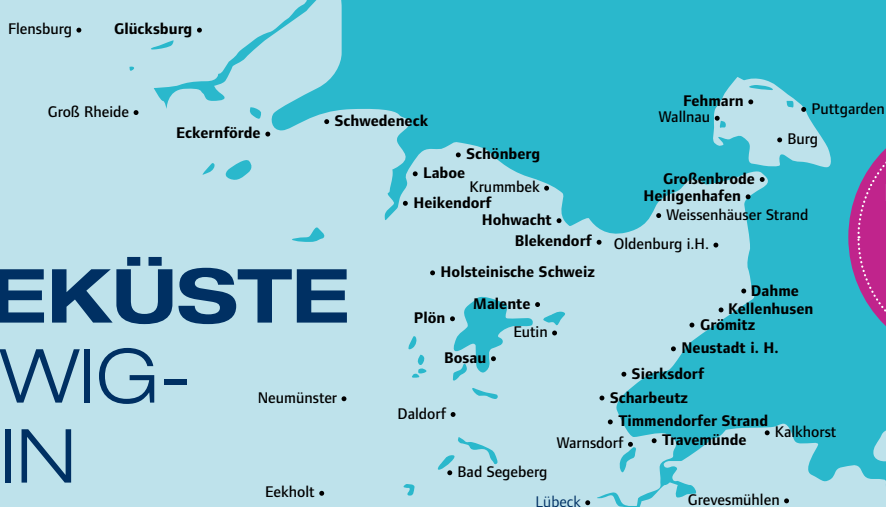 Flensburg
Glücksburg
Groß Rheide
Eckernförde
Schwedeneck
Fehmarn
Wallnau
Puttgarden
Burg
Schönberg
Laboe
Krummbek
Heikendorf
Hohwacht
Großenbrode
Heiligenhafen
Weissenhäuser Strand
Blekendorf
Oldenburg i.H.
Holsteinische Schweiz
EKÜSTE
WIG-
IN
Malente
Plön
Eutin
Bosau
Dahme
Kellenhusen
Grömitz
Neustadt i. H.
Sierksdorf
Scharbeutz
Timmendorfer Strand
Neumünster
Daldorf
Warnsdorf
Travemünde
Kalkhorst
Bad Segeberg
Eekholt
Lübeck
Grevesmühlen